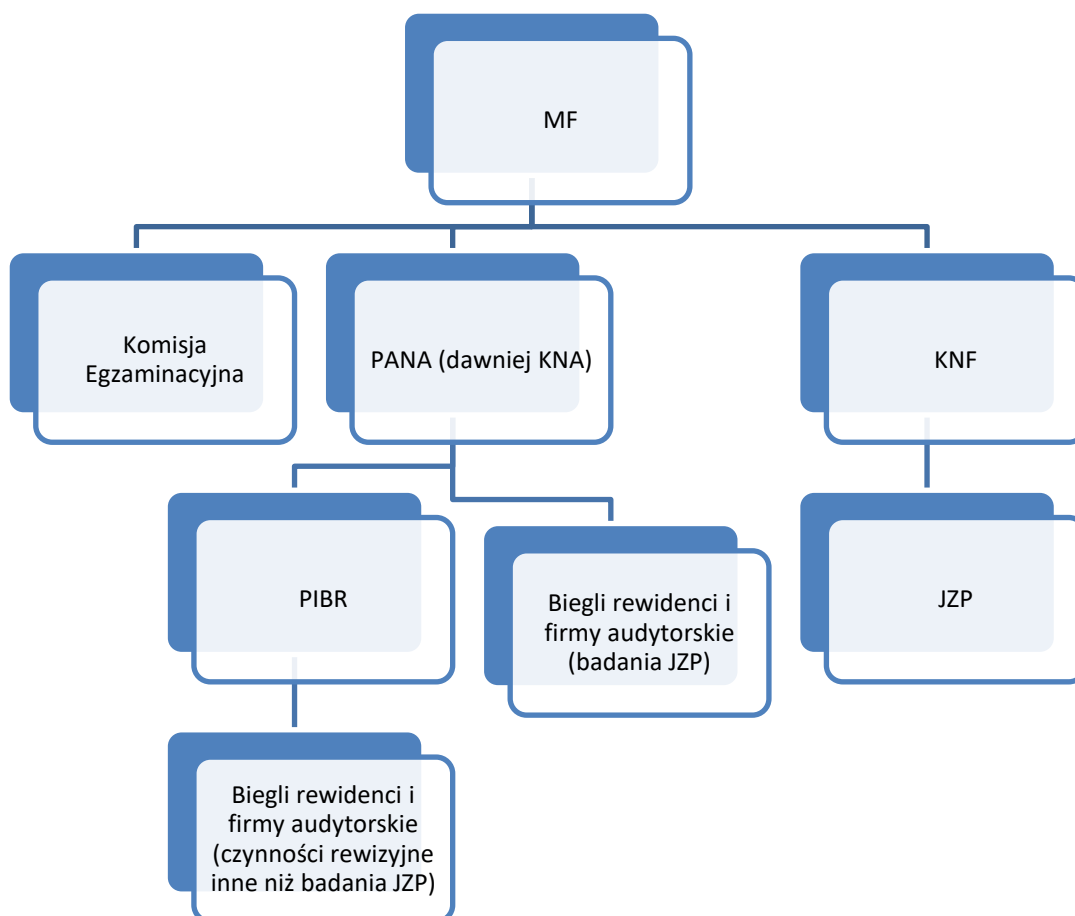 MF
Komisja
Egzaminacyjna
PANA (dawniej KNA)
KNF
PIBR
Biegli rewidenci i
firmy audytorskie
(badania JZP)
JZP
Biegli rewidenci i
firmy audytorskie
(czynności rewizyjne
inne niż badania JZP)